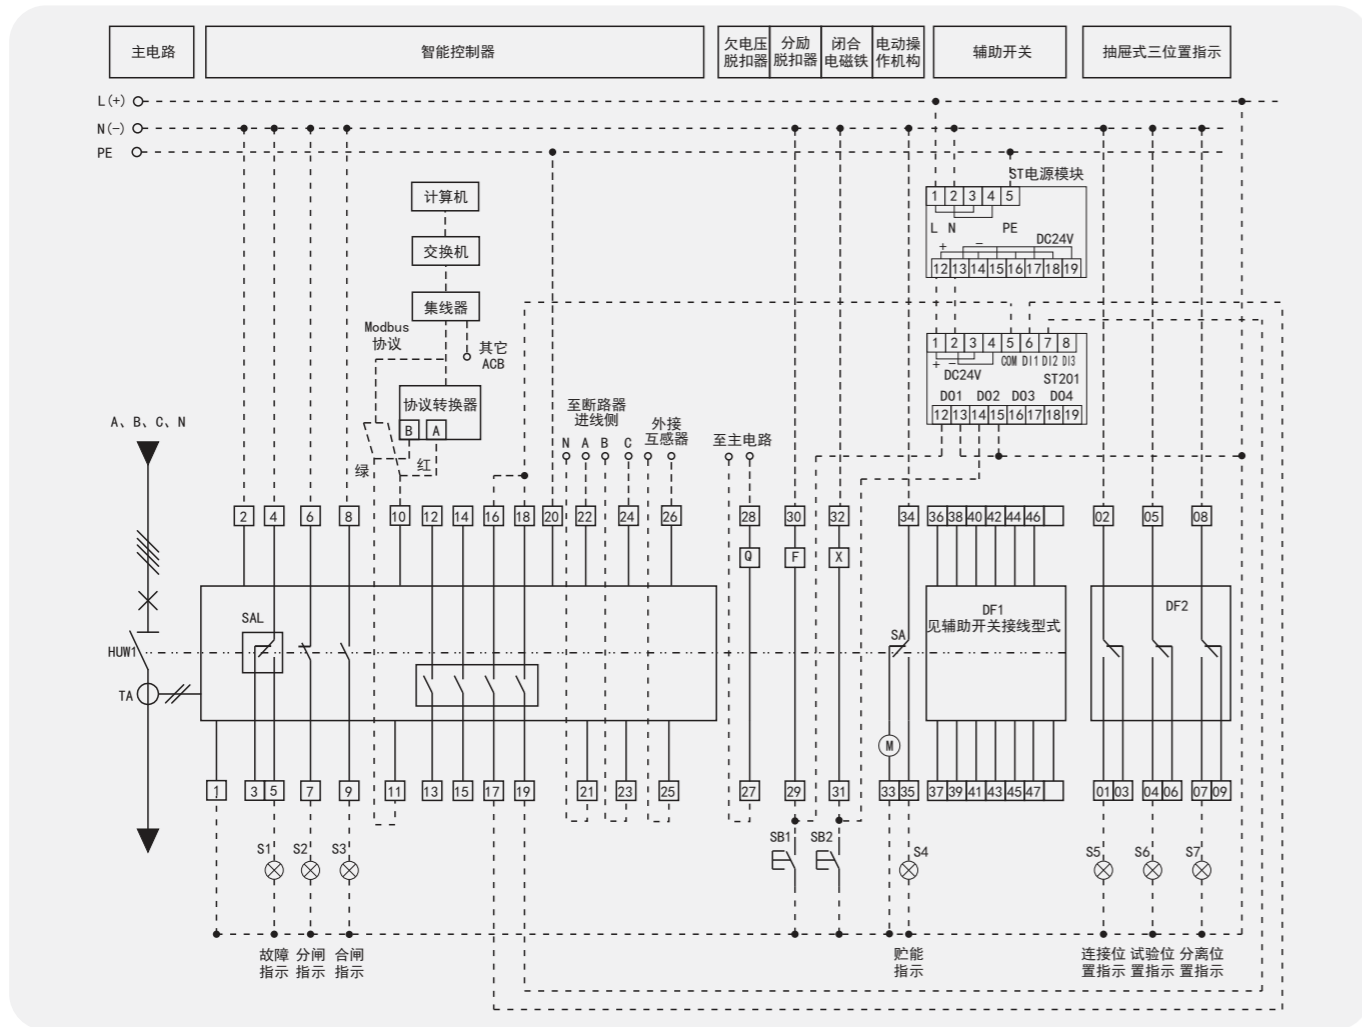 主电路
智能控制器
欠电压
脱扣器
分励
脱扣器
闭合
电磁铁
电动操
作机构
辅助开关
抽屉式三位置指示
L(+)
N(—)
PE
ST电源模块
1 2 3 4 5
L N PE
DC24V
+ −
12 13 14 15 16 17 18 19
计算机
交换机
集线器
Modbus
协议
其它
ACB
协议转换器
B A
绿
红
1 2 3 4 5 6 7 8
+ − COM DI1 DI2 DI3
DC24V
ST201
DO1 DO2 DO3 DO4
12 13 14 15 16 17 18 19
A、B、C、N
至断路器
进线侧
N A B C
外接
互感器
至主电路
2 4 6 8 10 12 14 16 18 20 22 24 26 28 30 32 34 36 38 40 42 44 46 02 05 08
Q F X
SAL
HUW1
TA
SA
DF1
见辅助开关接线型式
DF2
M
1 3 5 7 9 11 13 15 17 19 21 23 25 27 29 31 33 35 37 39 41 43 45 47 01 03 04 06 07 09
SB1 SB2
S1 S2 S3 S4 S5 S6 S7
故障
指示
分闸
指示
合闸
指示
贮能
指示
连接位
置指示
试验位
置指示
分离位
置指示